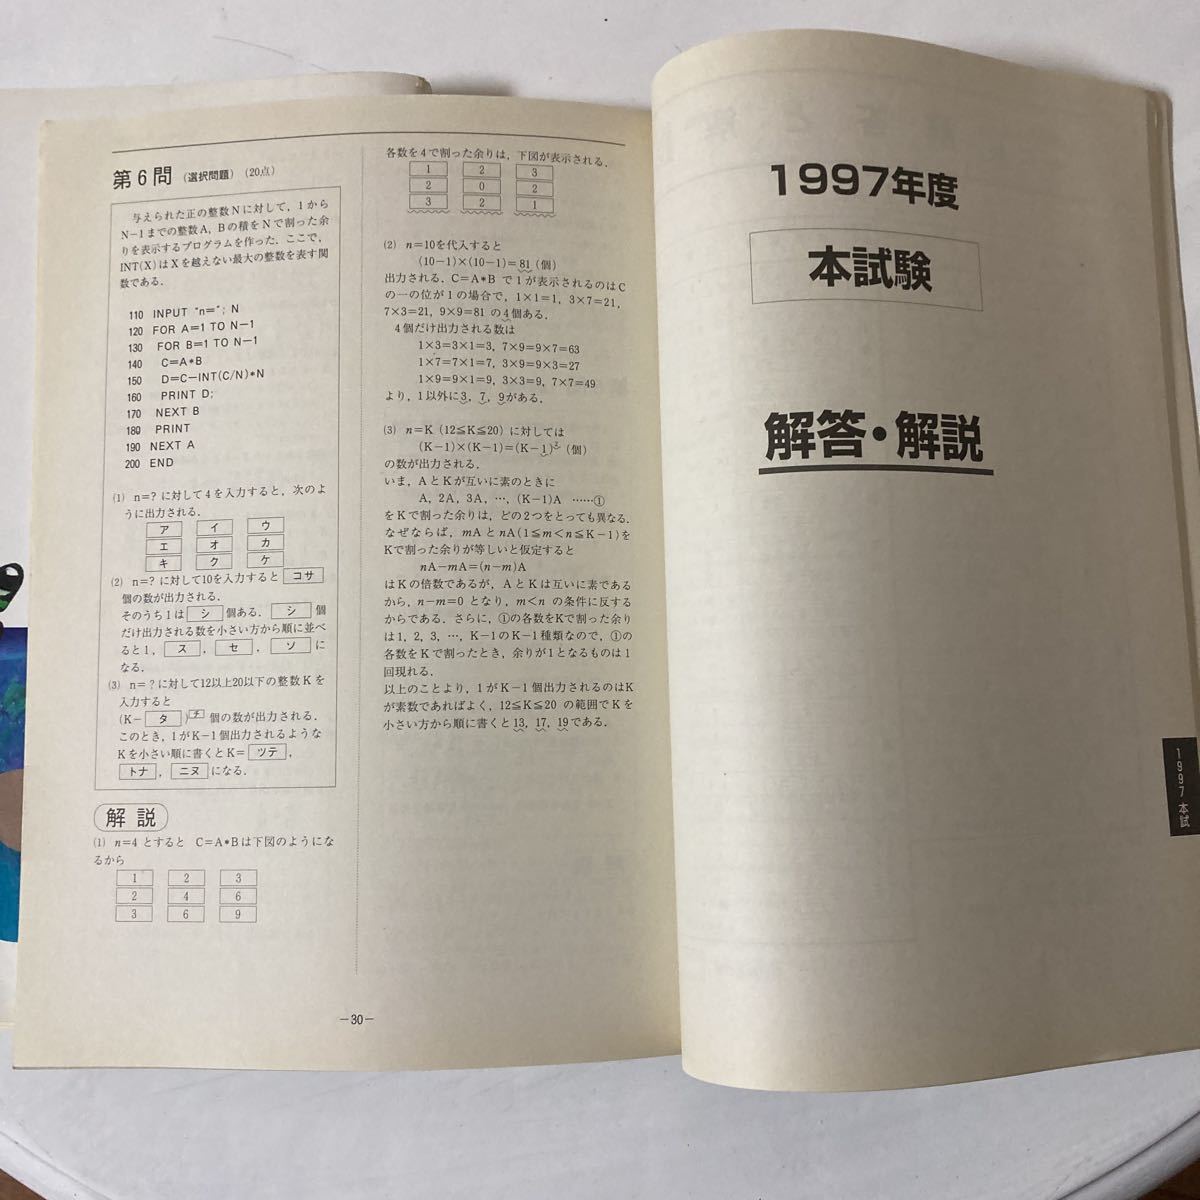 第6問 (選択問題) (20点)
与えられた正の整数Nに対して，1から
N−1までの整数A，Bの積をNで割った余
りを表示するプログラムを作った．ここで，
INT(X)はXを越えない最大の整数を表す関
数である．
110 INPUT "n="; N
120 FOR A=1 TO N−1
130 FOR B=1 TO N−1
140 C=A*B
150 D=C−INT(C/N)*N
160 PRINT D;
170 NEXT B
180 PRINT
190 NEXT A
200 END
(1) n=? に対して4を入力すると，次のよ
うに出力される．
ア イ ウ
エ オ カ
キ ク ケ
(2) n=? に対して10を入力すると コサ
個の数が出力される．
そのうち1は シ 個ある． シ 個
だけ出力される数を小さい方から順に並べ
ると1， ス ， セ ， ソ に
なる．
(3) n=? に対して12以上20以下の整数Kを
入力すると
(K− タ )チ 個の数が出力される．
このとき，1がK−1個出力されるような
Kを小さい順に書くとK= ツテ ，
トナ ， ニヌ になる．
解説
(1) n=4 とすると C=A*Bは下図のようにな
るから
1 2 3
2 4 6
3 6 9
各数を4で割った余りは，下図が表示される．
1 2 3
2 0 2
3 2 1
(2) n=10を代入すると
(10−1)×(10−1)=81 (個)
出力される．C=A*B で1が表示されるのはC
の一の位が1の場合で，1×1=1，3×7=21，
7×3=21，9×9=81 の4個ある．
4個だけ出力される数は
1×3=3×1=3，7×9=9×7=63
1×7=7×1=7，3×9=9×3=27
1×9=9×1=9，3×3=9，7×7=49
より，1以外に3，7，9がある．
(3) n=K (12≦K≦20) に対しては
(K−1)×(K−1)=(K−1)² (個)
の数が出力される．
いま，AとKが互いに素のときに
A, 2A, 3A, …, (K−1)A ……①
をKで割った余りは，どの2つをとっても異なる．
なぜならば，mAとnA(1≦m<n≦K−1)を
Kで割った余りが等しいと仮定すると
nA−mA=(n−m)A
はKの倍数であるが，AとKは互いに素である
から，n−m=0 となり，m<n の条件に反する
からである．さらに，①の各数をKで割った余り
は1, 2, 3, …, K−1のK−1種類なので，①の
各数をKで割ったとき，余りが1となるものは1
回現れる．
以上のことより，1がK−1個出力されるのはK
が素数であればよく，12≦K≦20 の範囲でKを
小さい方から順に書くと13，17，19である．
−30−
1997年度
本試験
解答・解説
1997 本試